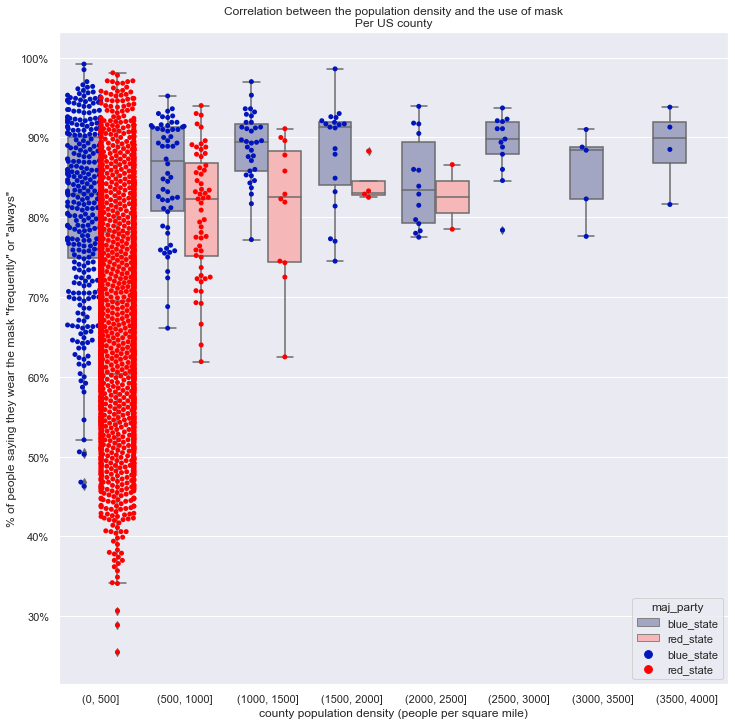 Correlation between the population density and the use of mask
Per US county
% of people saying they wear the mask "frequently" or "always"
100%
90%
80%
70%
60%
50%
40%
30%
(0, 500]
(500, 1000]
(1000, 1500]
(1500, 2000]
(2000, 2500]
(2500, 3000]
(3000, 3500]
(3500, 4000]
county population density (people per square mile)
maj_party
blue_state
red_state
blue_state
red_state